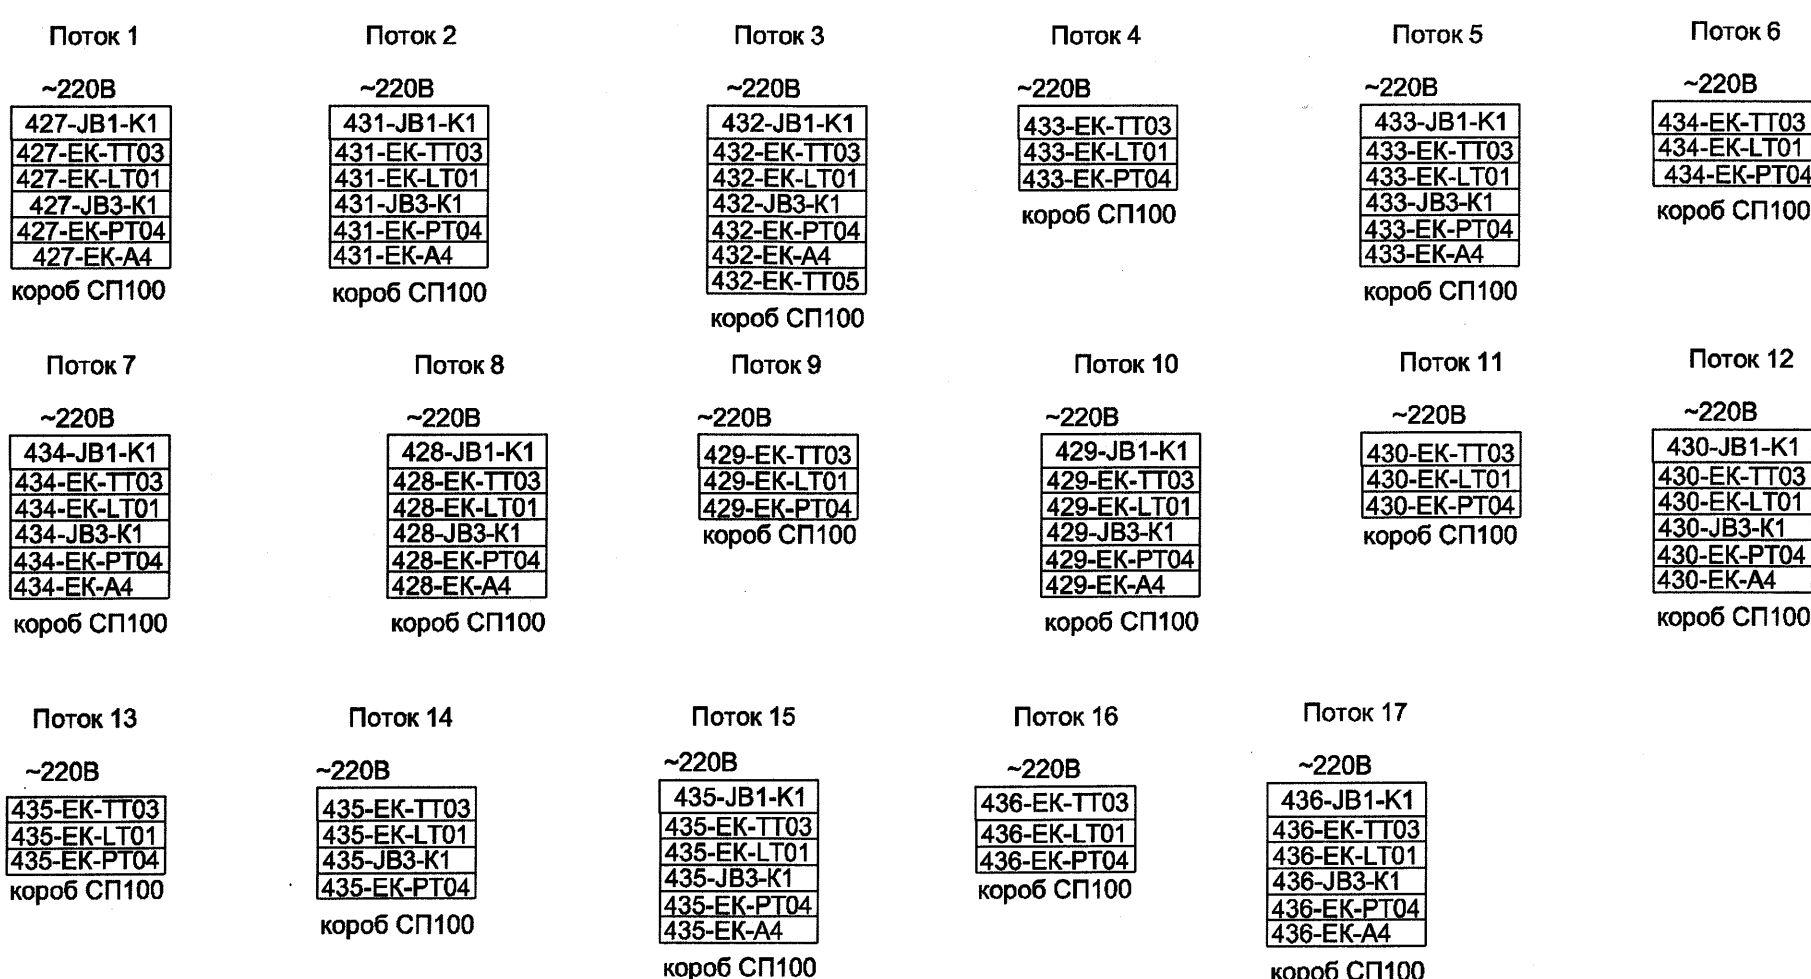 Поток 1
~220В
427-JB1-K1
427-EK-TT03
427-EK-LT01
427-JB3-K1
427-EK-PT04
427-EK-A4
короб СП100
Поток 2
~220В
431-JB1-K1
431-EK-TT03
431-EK-LT01
431-JB3-K1
431-EK-PT04
431-EK-A4
короб СП100
Поток 3
~220В
432-JB1-K1
432-EK-TT03
432-EK-LT01
432-JB3-K1
432-EK-PT04
432-EK-A4
432-EK-TT05
короб СП100
Поток 4
~220В
433-EK-TT03
433-EK-LT01
433-EK-PT04
короб СП100
Поток 5
~220В
433-JB1-K1
433-EK-TT03
433-EK-LT01
433-JB3-K1
433-EK-PT04
433-EK-A4
короб СП100
Поток 6
~220В
434-EK-TT03
434-EK-LT01
434-EK-PT04
короб СП100
Поток 7
~220В
434-JB1-K1
434-EK-TT03
434-EK-LT01
434-JB3-K1
434-EK-PT04
434-EK-A4
короб СП100
Поток 8
~220В
428-JB1-K1
428-EK-TT03
428-EK-LT01
428-JB3-K1
428-EK-PT04
428-EK-A4
короб СП100
Поток 9
~220В
429-EK-TT03
429-EK-LT01
429-EK-PT04
короб СП100
Поток 10
~220В
429-JB1-K1
429-EK-TT03
429-EK-LT01
429-JB3-K1
429-EK-PT04
429-EK-A4
короб СП100
Поток 11
~220В
430-EK-TT03
430-EK-LT01
430-EK-PT04
короб СП100
Поток 12
~220В
430-JB1-K1
430-EK-TT03
430-EK-LT01
430-JB3-K1
430-EK-PT04
430-EK-A4
короб СП100
Поток 13
~220В
435-EK-TT03
435-EK-LT01
435-EK-PT04
короб СП100
Поток 14
~220В
435-EK-TT03
435-EK-LT01
435-JB3-K1
435-EK-PT04
короб СП100
Поток 15
~220В
435-JB1-K1
435-EK-TT03
435-EK-LT01
435-JB3-K1
435-EK-PT04
435-EK-A4
короб СП100
Поток 16
~220В
436-EK-TT03
436-EK-LT01
436-EK-PT04
короб СП100
Поток 17
~220В
436-JB1-K1
436-EK-TT03
436-EK-LT01
436-JB3-K1
436-EK-PT04
436-EK-A4
короб СП100